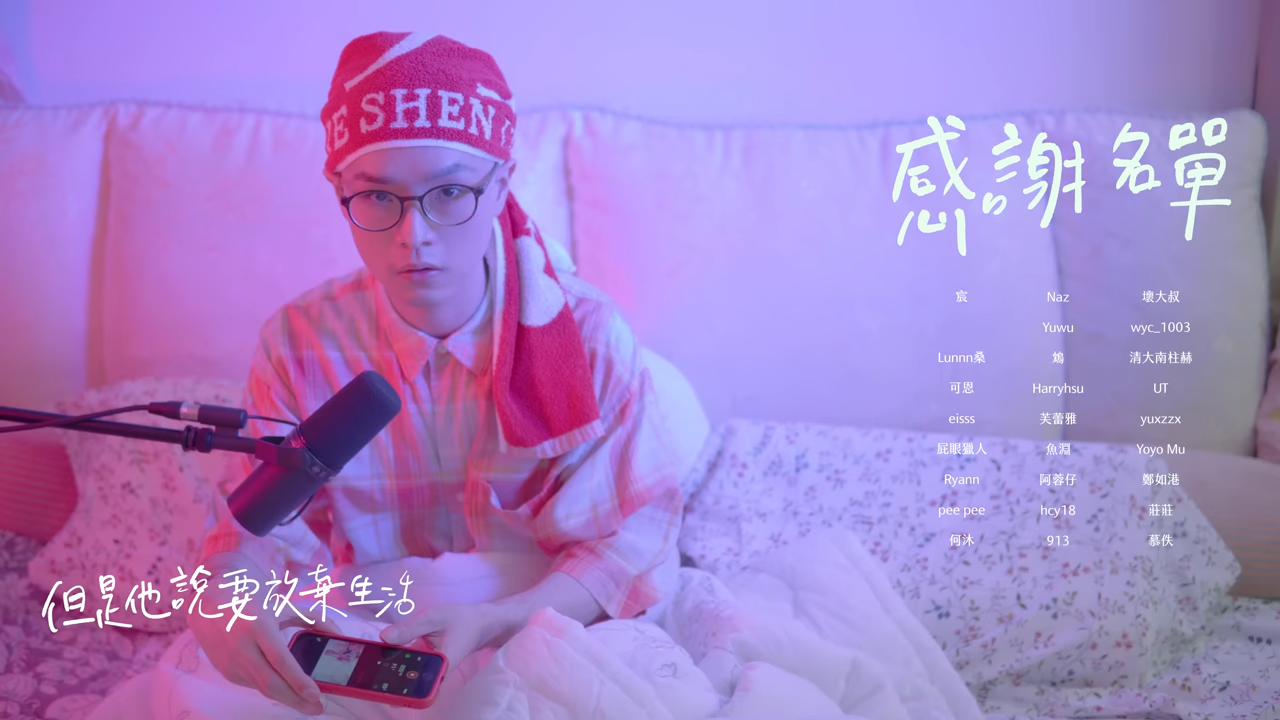 VE SHEN
感謝名單
宸 Naz 壞大叔
Yuwu wyc_1003
Lunnn桑 鴆 清大南柱赫
可恩 Harryhsu UT
eisss 芙蕾雅 yuxzzx
屁眼獵人 魚淵 Yoyo Mu
Ryann 阿蓉仔 鄭如港
pee pee hcy18 莊莊
何沐 913 慕佚
但是他說要放棄生活